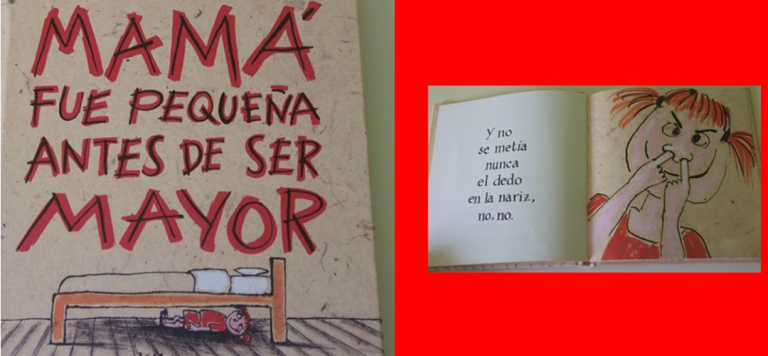 MAMÁ
FUE PEQUEÑA
ANTES DE SER
MAYOR
Y no
se metía
nunca
el dedo
en la nariz,
no, no.